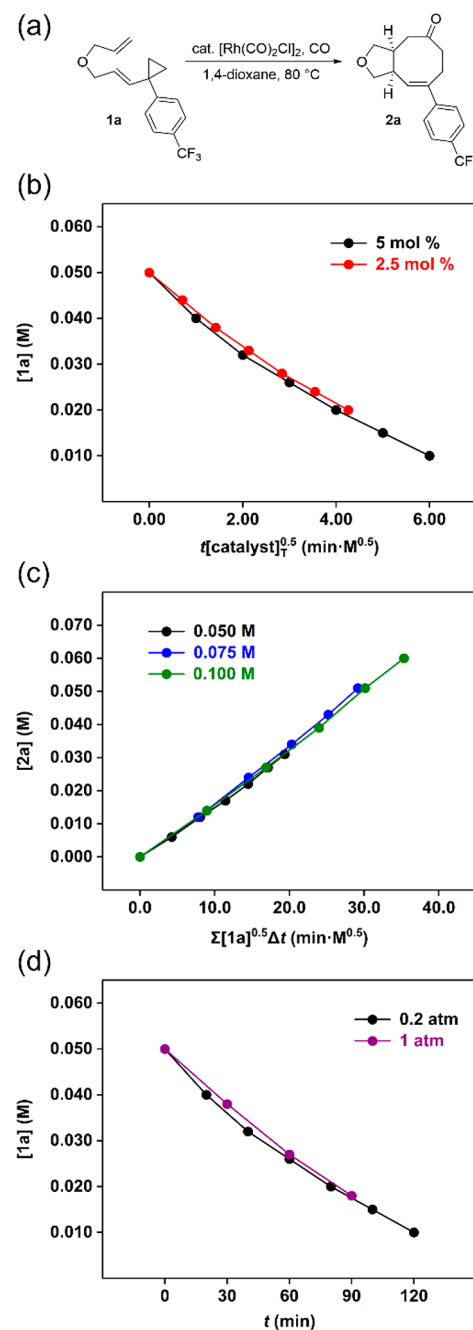 (a)
cat. [Rh(CO)2Cl]2, CO
1,4-dioxane, 80 °C
O
O
1a
CF3
O
H
O
H
2a
CF
(b)
0.060
0.050
0.040
0.030
0.020
0.010
[1a] (M)
5 mol %
2.5 mol %
0.00 2.00 4.00 6.00
t[catalyst]T^0.5 (min·M^0.5)
(c)
0.070
0.060
0.050
0.040
0.030
0.020
0.010
0.000
[2a] (M)
0.050 M
0.075 M
0.100 M
0.0 10.0 20.0 30.0 40.0
Σ[1a]^0.5Δt (min·M^0.5)
(d)
0.060
0.050
0.040
0.030
0.020
0.010
[1a] (M)
0.2 atm
1 atm
0 30 60 90 120
t (min)